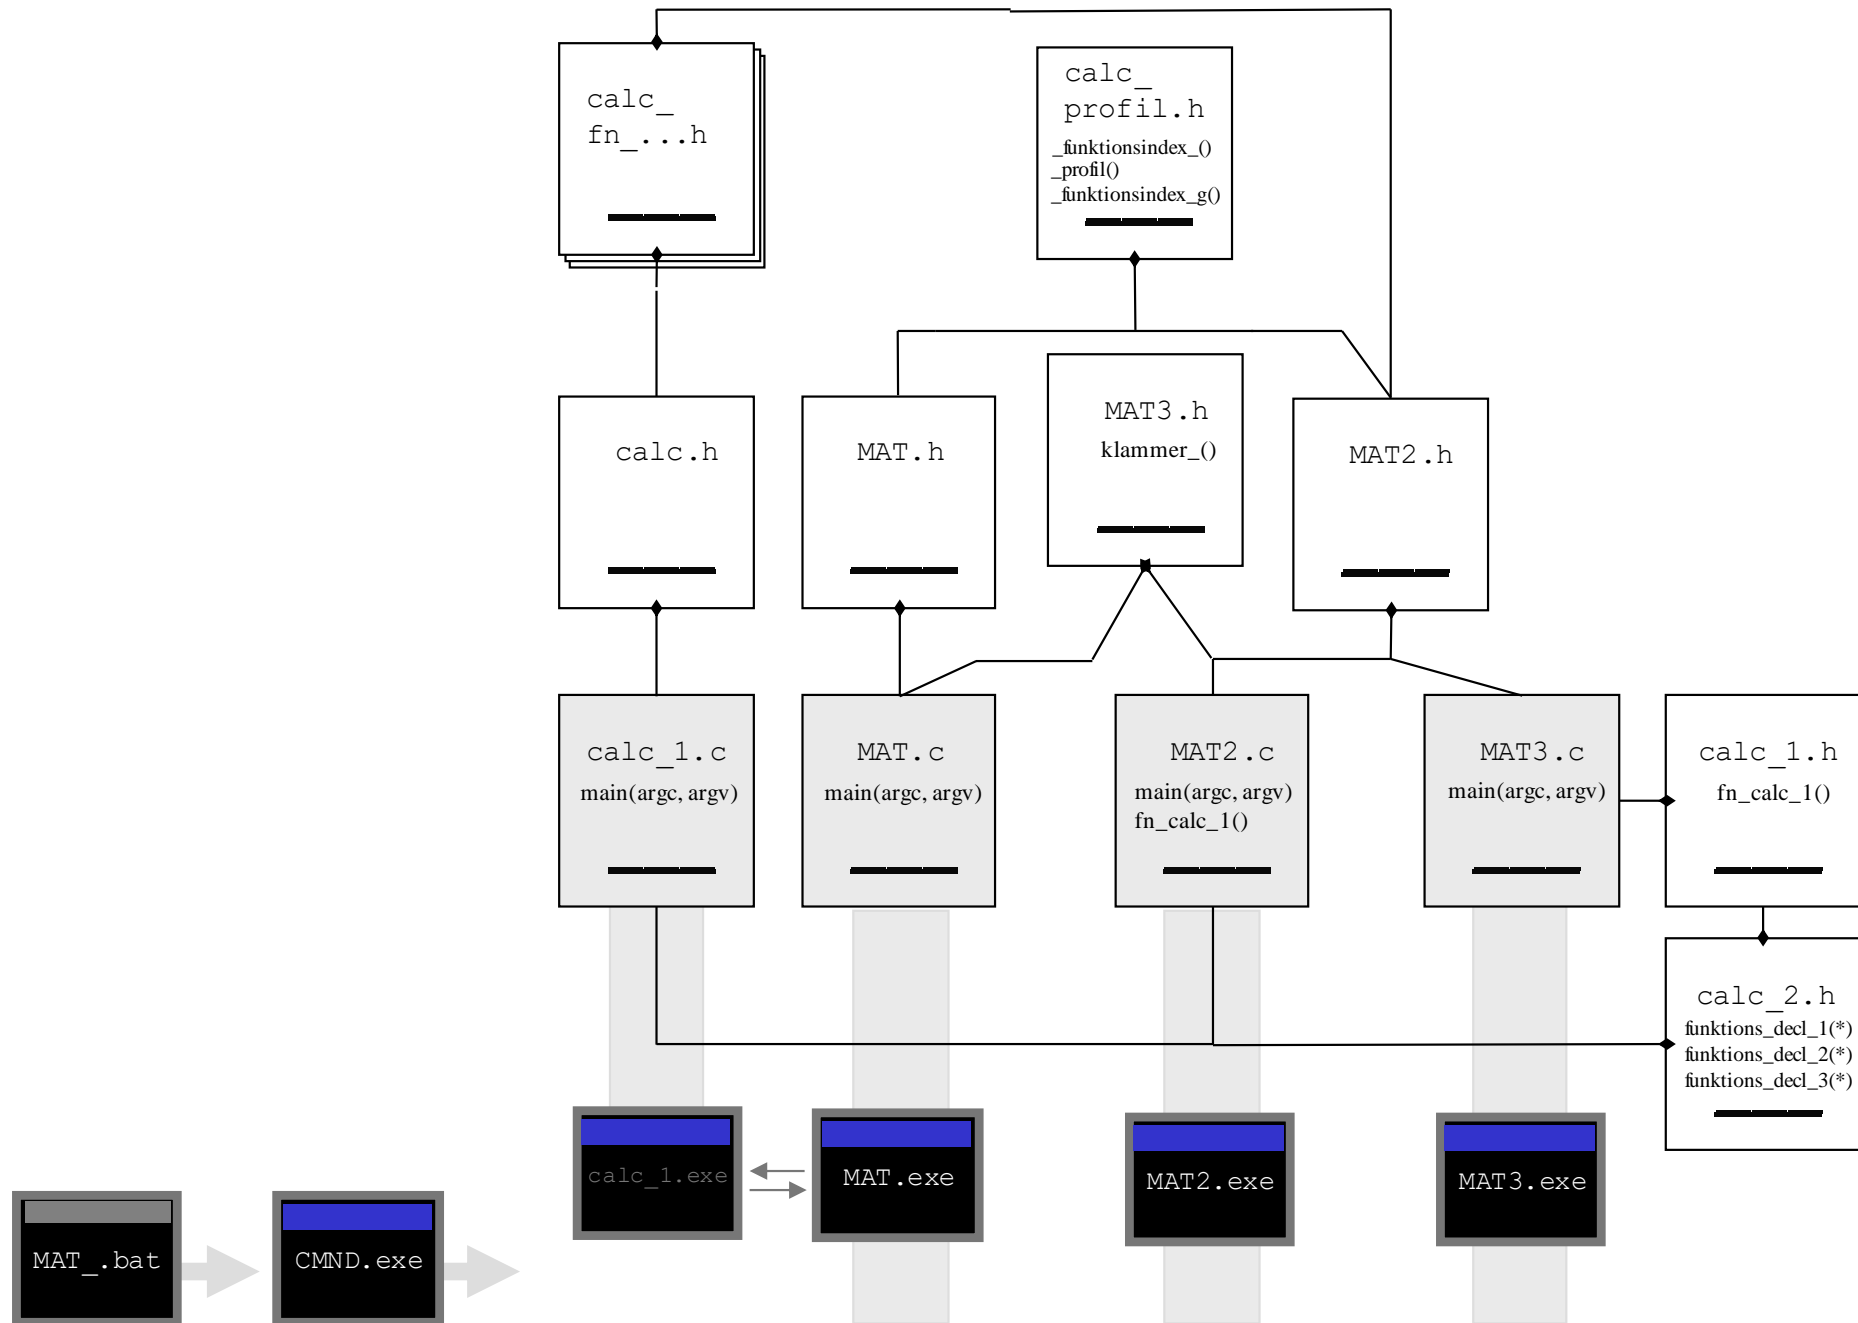 calc_
fn_...h
calc_
profil.h
_funktionsindex_()
_profil()
_funktionsindex_g()
calc.h
MAT.h
MAT3.h
klammer_()
MAT2.h
calc_1.c
main(argc, argv)
MAT.c
main(argc, argv)
MAT2.c
main(argc, argv)
fn_calc_1()
MAT3.c
main(argc, argv)
calc_1.h
fn_calc_1()
calc_2.h
funktions_decl_1(*)
funktions_decl_2(*)
funktions_decl_3(*)
calc_1.exe
MAT.exe
MAT2.exe
MAT3.exe
MAT_.bat
CMND.exe